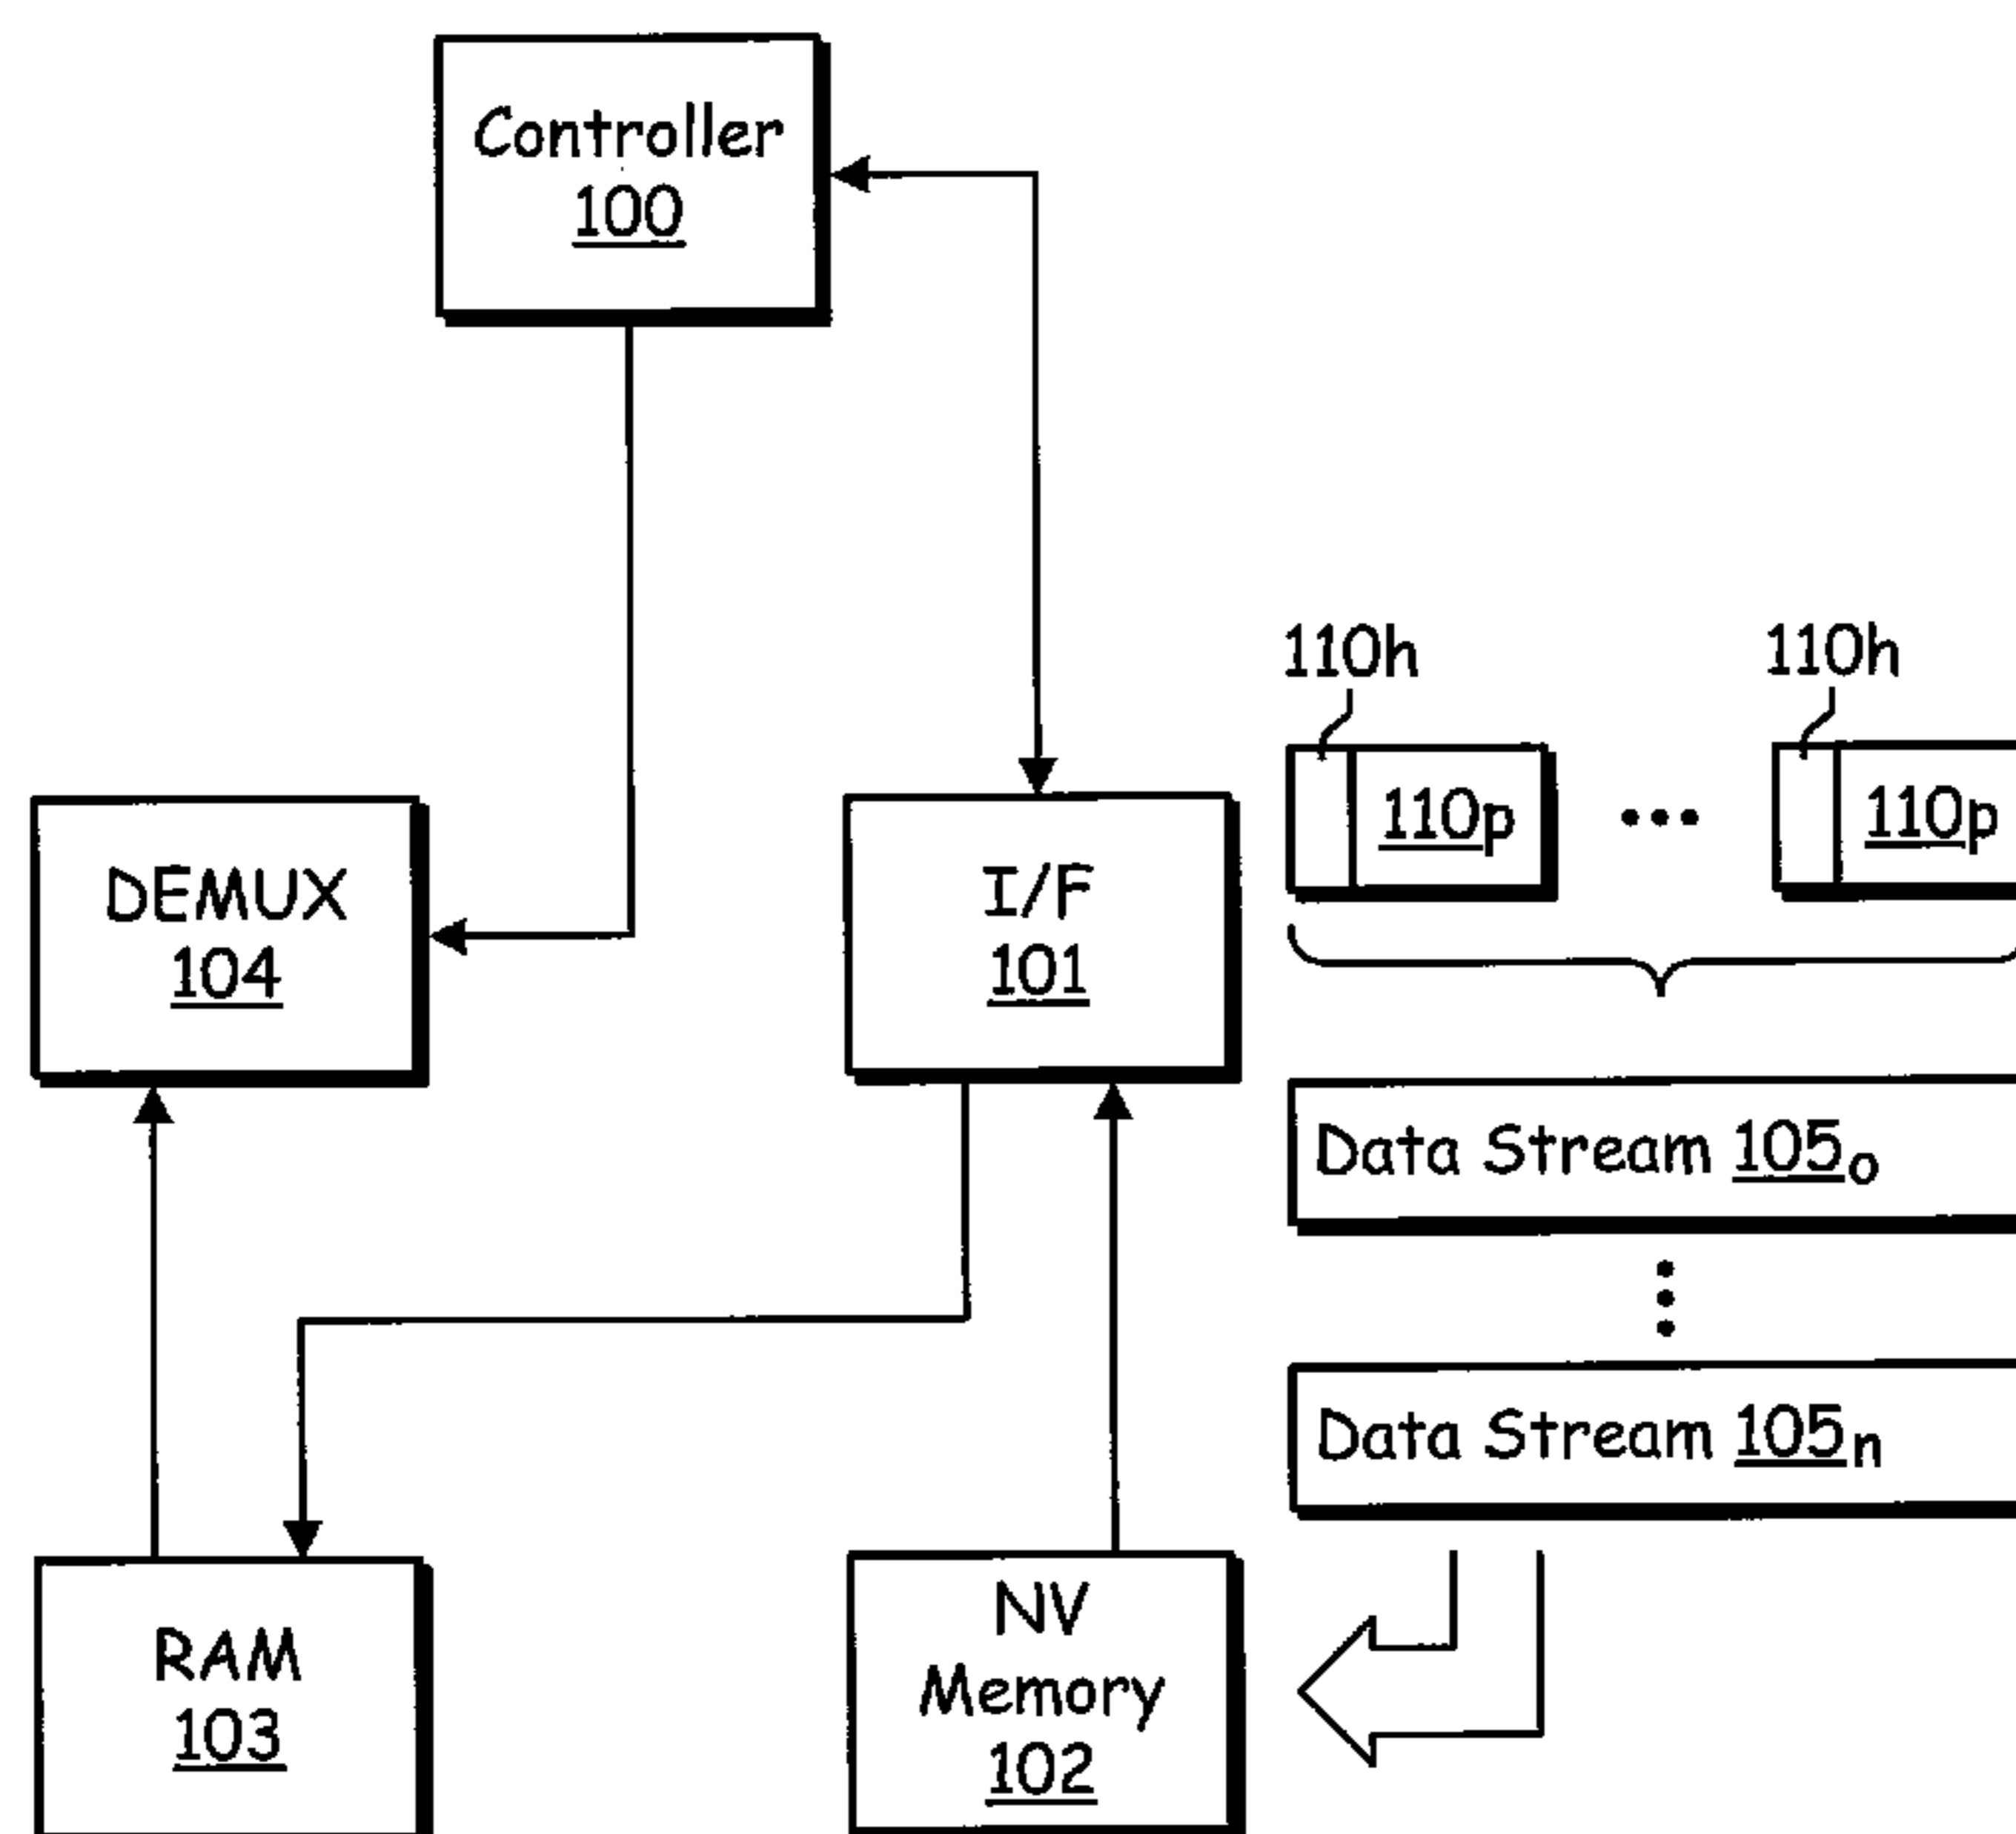 Controller
100
110h
110h
110p
110p
DEMUX
104
I/F
101
Data Stream 105o
Data Stream 105n
RAM
103
NV
Memory
102